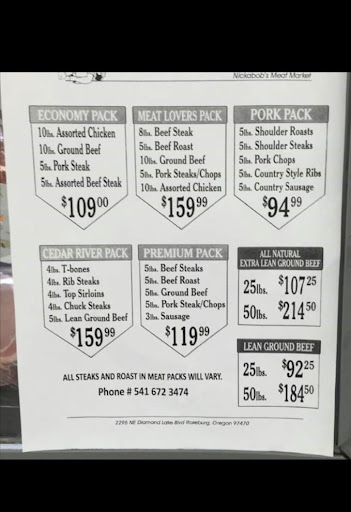 Nickabob's Meat Market
ECONOMY PACK
10lbs. Assorted Chicken
10lbs. Ground Beef
5lbs. Pork Steak
5lbs. Assorted Beef Steak
$109.00
MEAT LOVERS PACK
8lbs. Beef Steak
5lbs. Beef Roast
10lbs. Ground Beef
5lbs. Pork Steaks/Chops
10lbs. Assorted Chicken
$159.99
PORK PACK
5lbs. Shoulder Roasts
5lbs. Shoulder Steaks
5lbs. Pork Chops
5lbs. Country Style Ribs
5lbs. Country Sausage
$94.99
CEDAR RIVER PACK
4lbs. T-bones
4lbs. Rib Steaks
4lbs. Top Sirloins
4lbs. Chuck Steaks
5lbs. Lean Ground Beef
$159.99
PREMIUM PACK
5lbs. Beef Steaks
5lbs. Beef Roast
5lbs. Ground Beef
5lbs. Pork Steak/Chops
3lbs. Sausage
$119.99
ALL NATURAL
EXTRA LEAN GROUND BEEF
25lbs. $107.25
50lbs. $214.50
LEAN GROUND BEEF
25lbs. $92.25
50lbs. $184.50
ALL STEAKS AND ROAST IN MEAT PACKS WILL VARY.
Phone # 541 672 3474
2295 NE Diamond Lake Blvd Roseburg, Oregon 97470